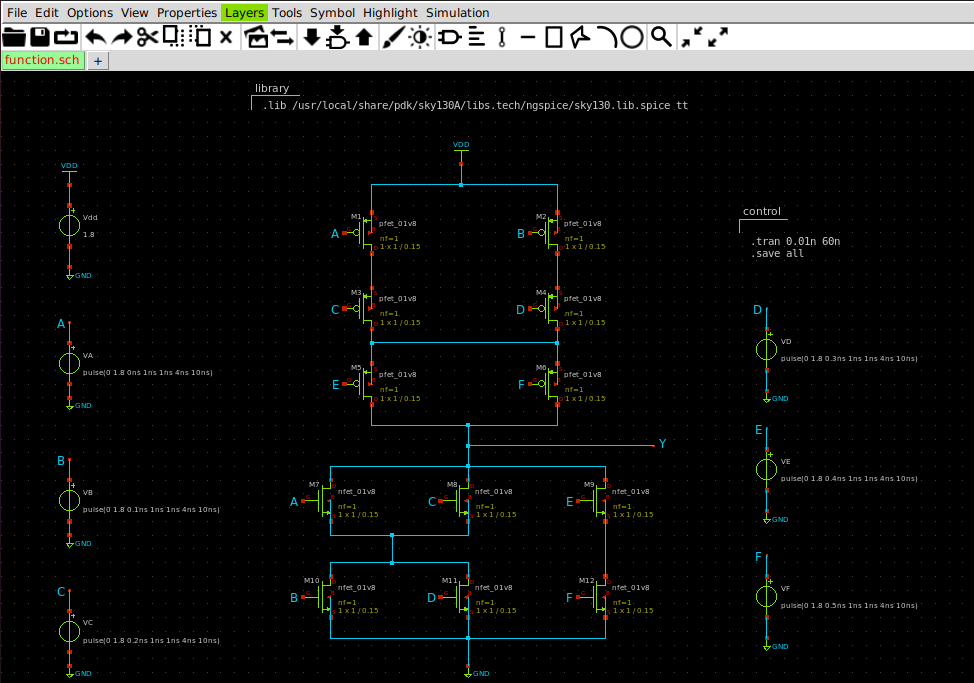 File Edit Options View Properties Layers Tools Symbol Highlight Simulation
function.sch +
library
.lib /usr/local/share/pdk/sky130A/libs.tech/ngspice/sky130.lib.spice tt
VDD
VDD
Vdd
1.8
GND
M1
pfet_01v8
A
nf=1
1 x 1 / 0.15
M2
pfet_01v8
B
nf=1
1 x 1 / 0.15
control
.tran 0.01n 60n
.save all
M3
pfet_01v8
C
nf=1
1 x 1 / 0.15
M4
pfet_01v8
D
nf=1
1 x 1 / 0.15
A
VA
pulse(0 1.8 0ns 1ns 1ns 4ns 10ns)
GND
D
VD
pulse(0 1.8 0.3ns 1ns 1ns 4ns 10ns)
GND
M5
pfet_01v8
E
nf=1
1 x 1 / 0.15
M6
pfet_01v8
F
nf=1
1 x 1 / 0.15
Y
B
VB
pulse(0 1.8 0.1ns 1ns 1ns 4ns 10ns)
GND
E
VE
pulse(0 1.8 0.4ns 1ns 1ns 4ns 10ns)
GND
M7
nfet_01v8
A
nf=1
1 x 1 / 0.15
M8
nfet_01v8
C
nf=1
1 x 1 / 0.15
M9
nfet_01v8
E
nf=1
1 x 1 / 0.15
M10
nfet_01v8
B
nf=1
1 x 1 / 0.15
M11
nfet_01v8
D
nf=1
1 x 1 / 0.15
M12
nfet_01v8
F
nf=1
1 x 1 / 0.15
C
VC
pulse(0 1.8 0.2ns 1ns 1ns 4ns 10ns)
GND
F
VF
pulse(0 1.8 0.5ns 1ns 1ns 4ns 10ns)
GND
GND